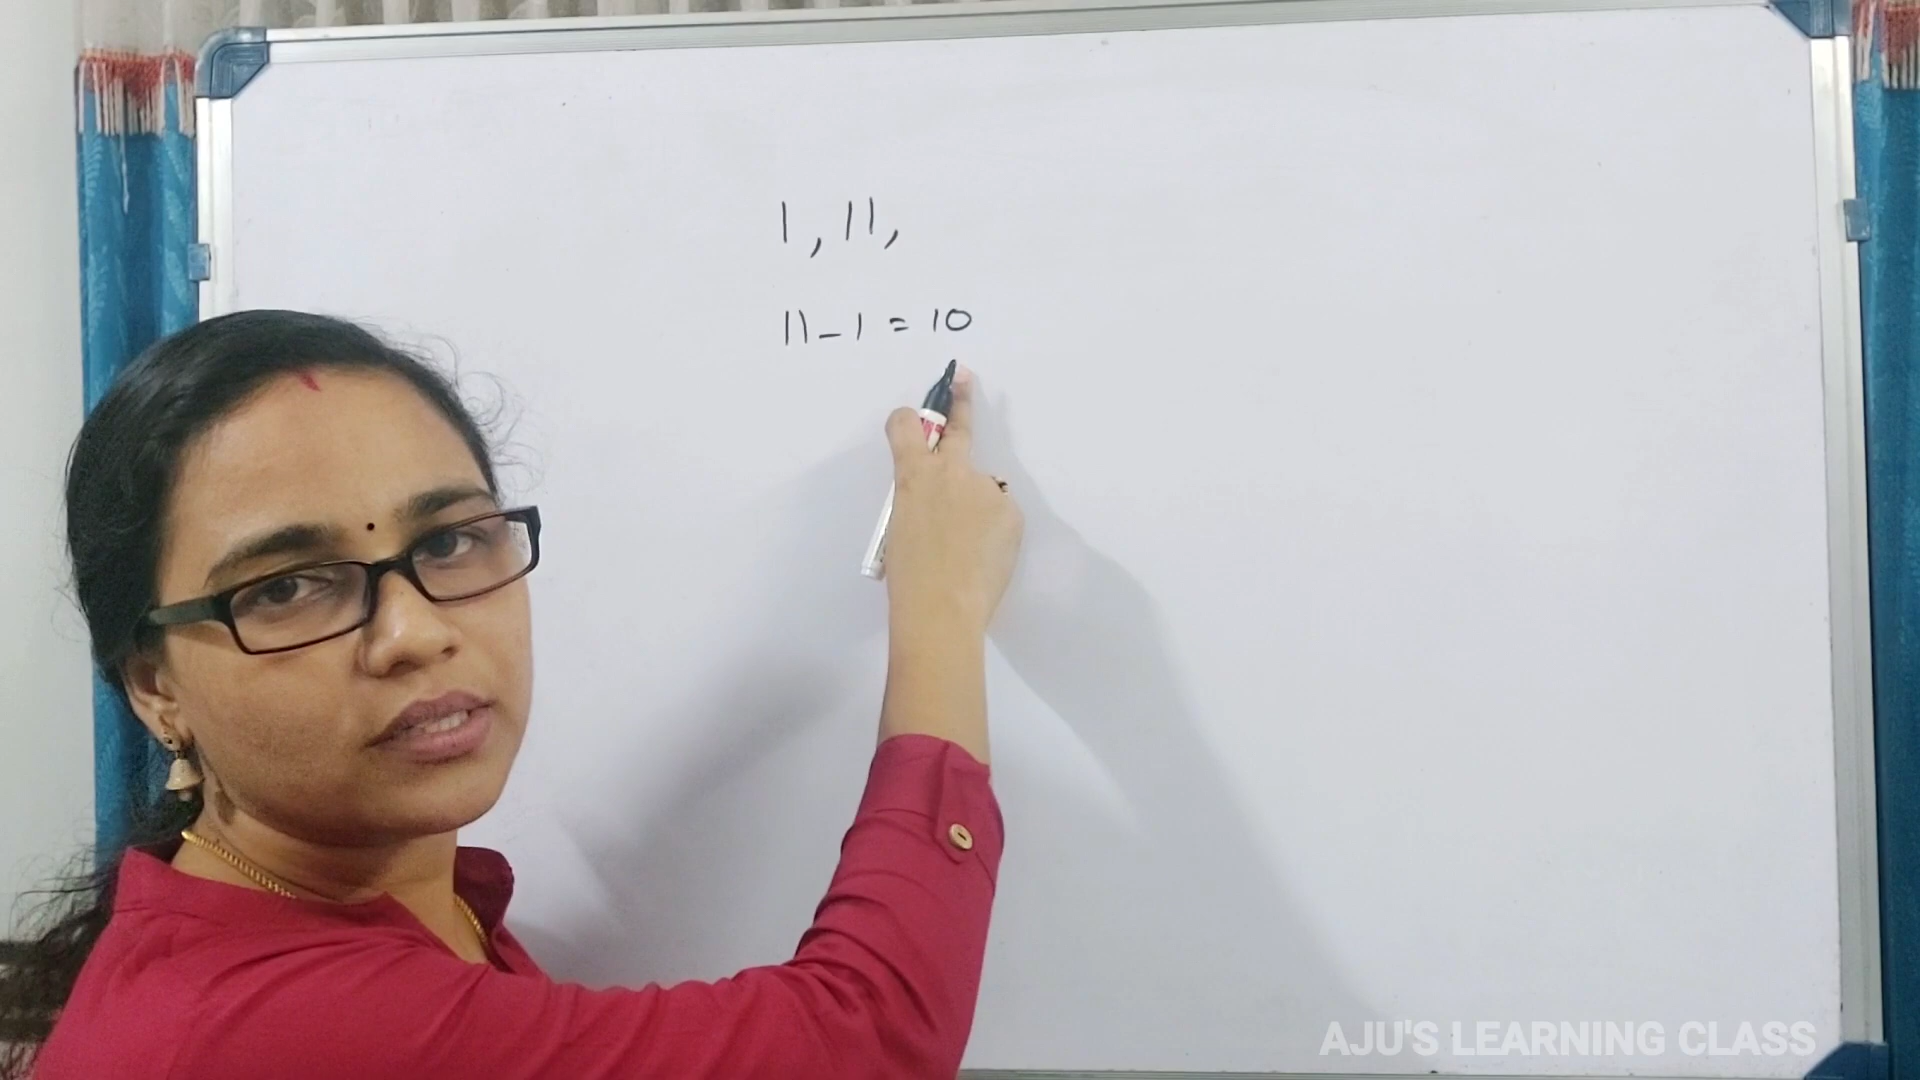 1, 11,
11-1 = 10
AJU'S LEARNING CLASS